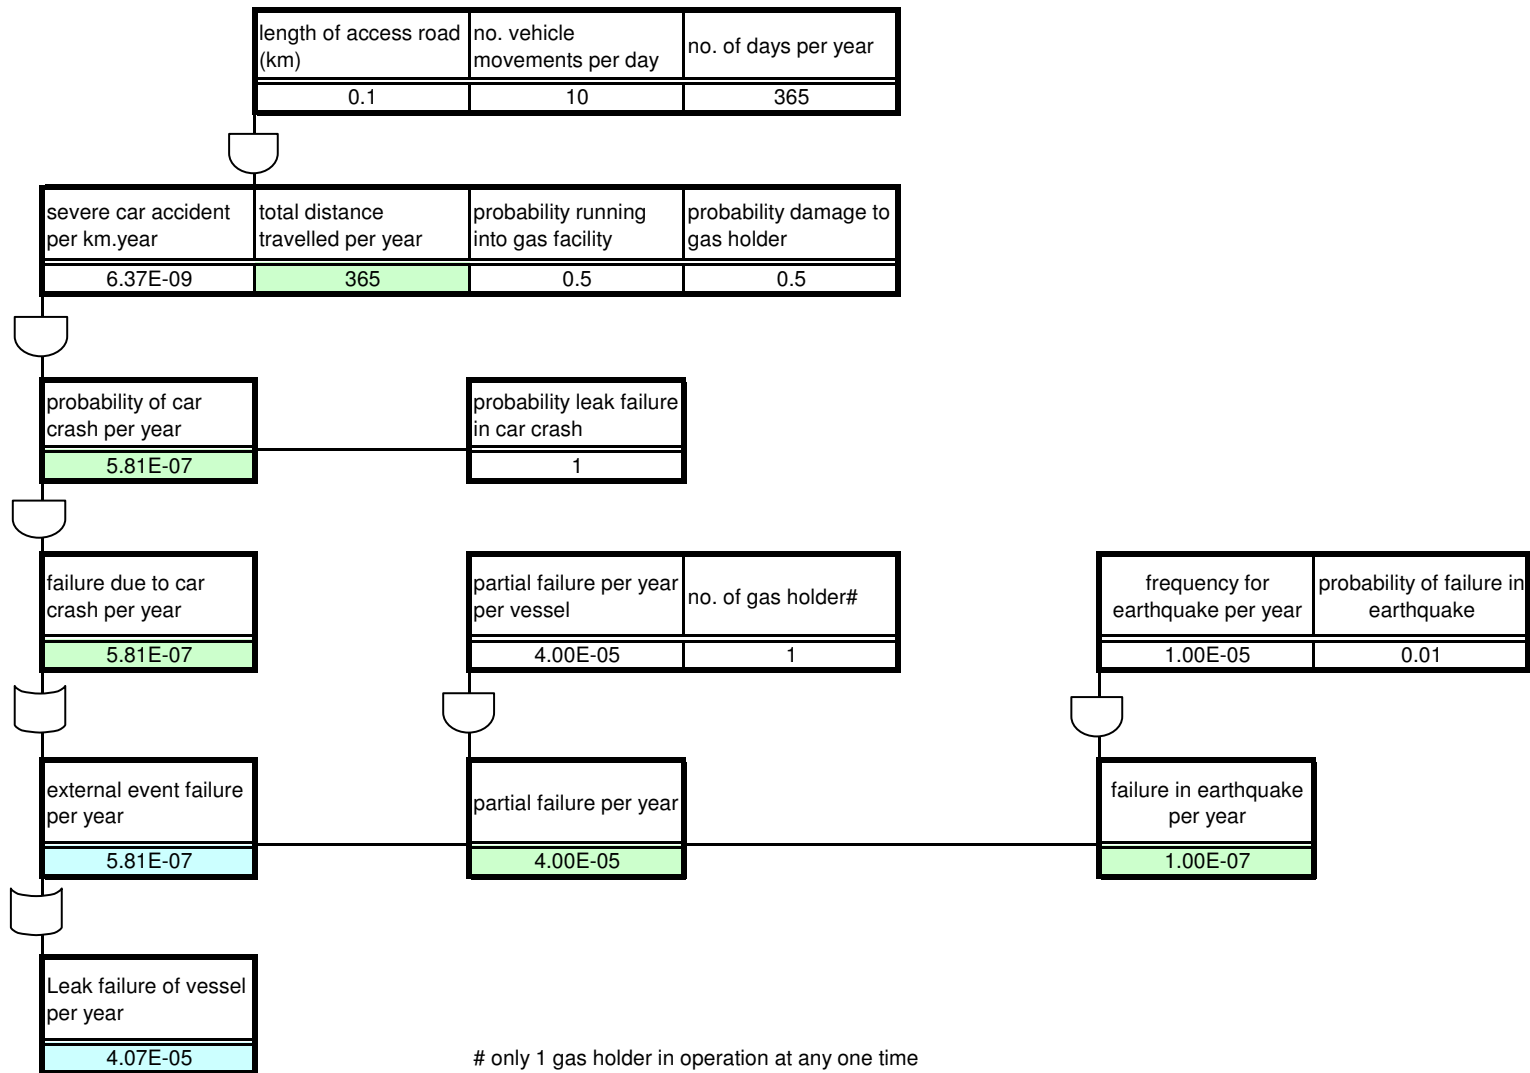 length of access road
(km)
no. vehicle
movements per day
no. of days per year
0.1
10
365
severe car accident
per km.year
total distance
travelled per year
probability running
into gas facility
probability damage to
gas holder
6.37E-09
365
0.5
0.5
probability of car
crash per year
5.81E-07
probability leak failure
in car crash
1
failure due to car
crash per year
5.81E-07
partial failure per year
per vessel
no. of gas holder#
4.00E-05
1
frequency for
earthquake per year
probability of failure in
earthquake
1.00E-05
0.01
external event failure
per year
5.81E-07
partial failure per year
4.00E-05
failure in earthquake
per year
1.00E-07
Leak failure of vessel
per year
4.07E-05
# only 1 gas holder in operation at any one time